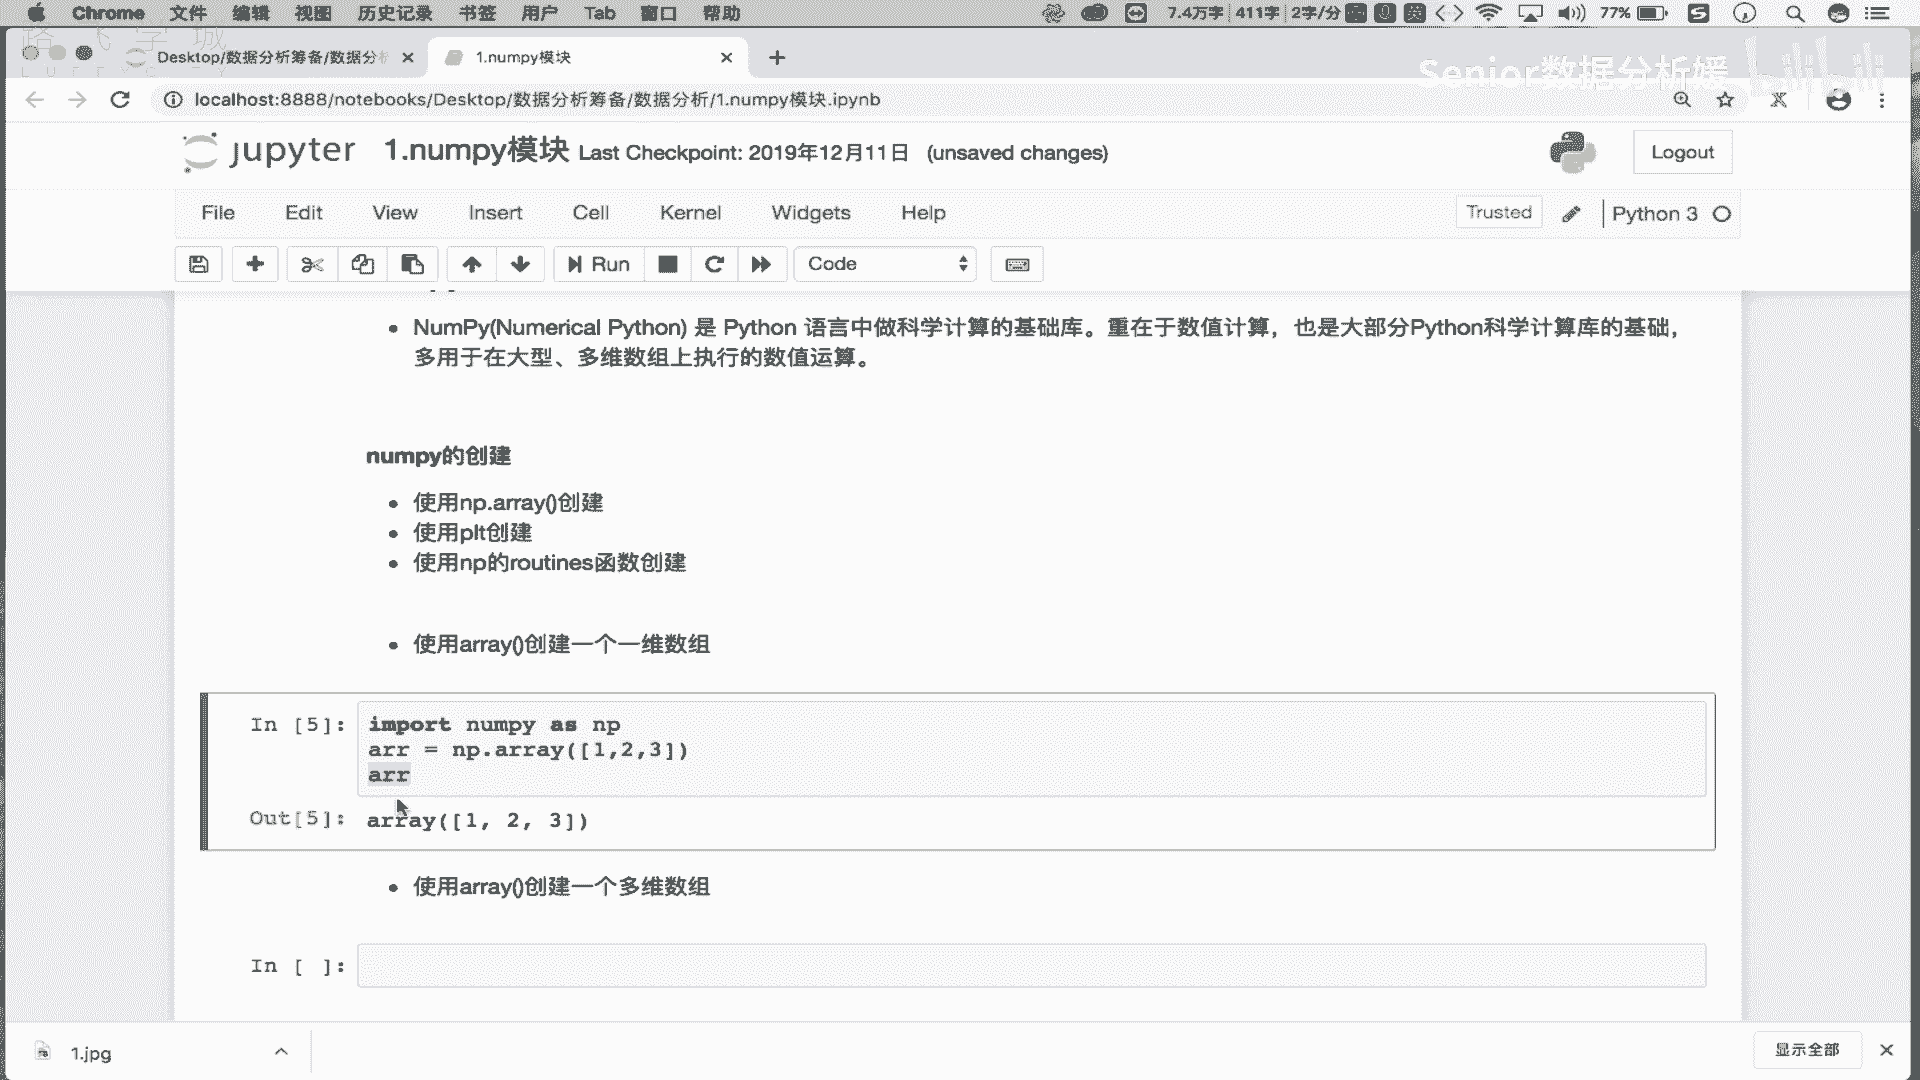 Chrome 文件 编辑 视图 历史记录 书签 用户 Tab 窗口 帮助 7.4万字 411字 2字/分 英 77%
路飞学城
Desktop/数据分析筹备/数据分析
1.numpy模块
Senior数据分析媛 bilibili
localhost:8888/notebooks/Desktop/数据分析筹备/数据分析/1.numpy模块.ipynb
jupyter 1.numpy模块 Last Checkpoint: 2019年12月11日 (unsaved changes)
Logout
File Edit View Insert Cell Kernel Widgets Help Trusted Python 3
Run Code
NumPy(Numerical Python) 是 Python 语言中做科学计算的基础库。重在于数值计算，也是大部分Python科学计算库的基础，
多用于在大型、多维数组上执行的数值运算。
numpy的创建
使用np.array()创建
使用plt创建
使用np的routines函数创建
使用array()创建一个一维数组
In [5]: import numpy as np
arr = np.array([1,2,3])
arr
Out[5]: array([1, 2, 3])
使用array()创建一个多维数组
In [ ]:
1.jpg
显示全部